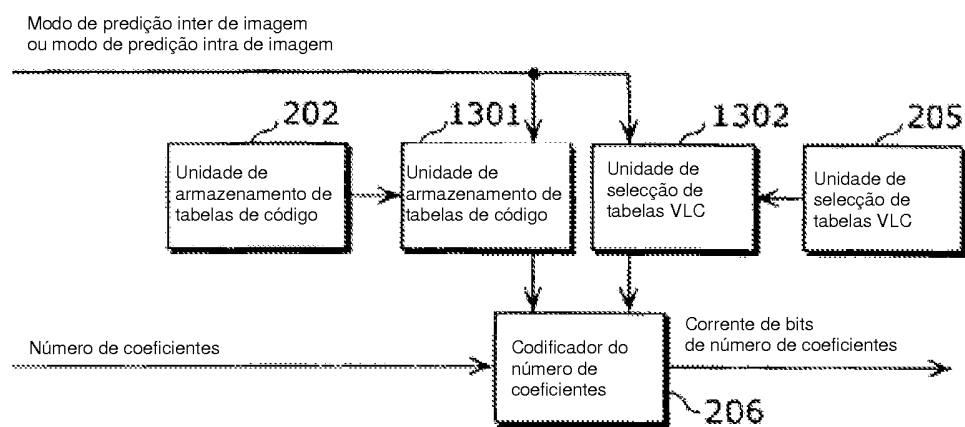 Modo de predição inter de imagem
ou modo de predição intra de imagem
202
1301
1302
205
Unidade de
armazenamento de
tabelas de código
Unidade de
armazenamento de
tabelas de código
Unidade de
selecção de
tabelas VLC
Unidade de
selecção de
tabelas VLC
Número de coeficientes
Codificador do
número de
coeficientes
Corrente de bits
de número de coeficientes
206